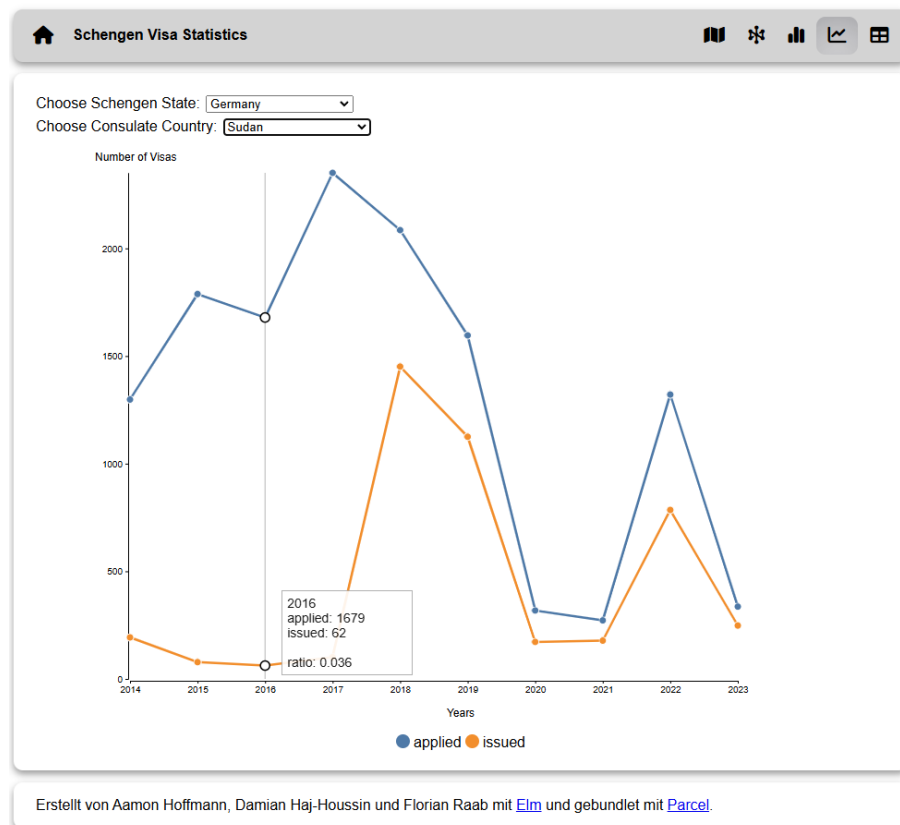 Schengen Visa Statistics
Choose Schengen State: Germany
Choose Consulate Country: Sudan
Number of Visas
2000
1500
1000
500
0
2016
applied: 1679
issued: 62
ratio: 0.036
2014 2015 2016 2017 2018 2019 2020 2021 2022 2023
Years
applied issued
Erstellt von Aamon Hoffmann, Damian Haj-Houssin und Florian Raab mit Elm und gebundlet mit Parcel.